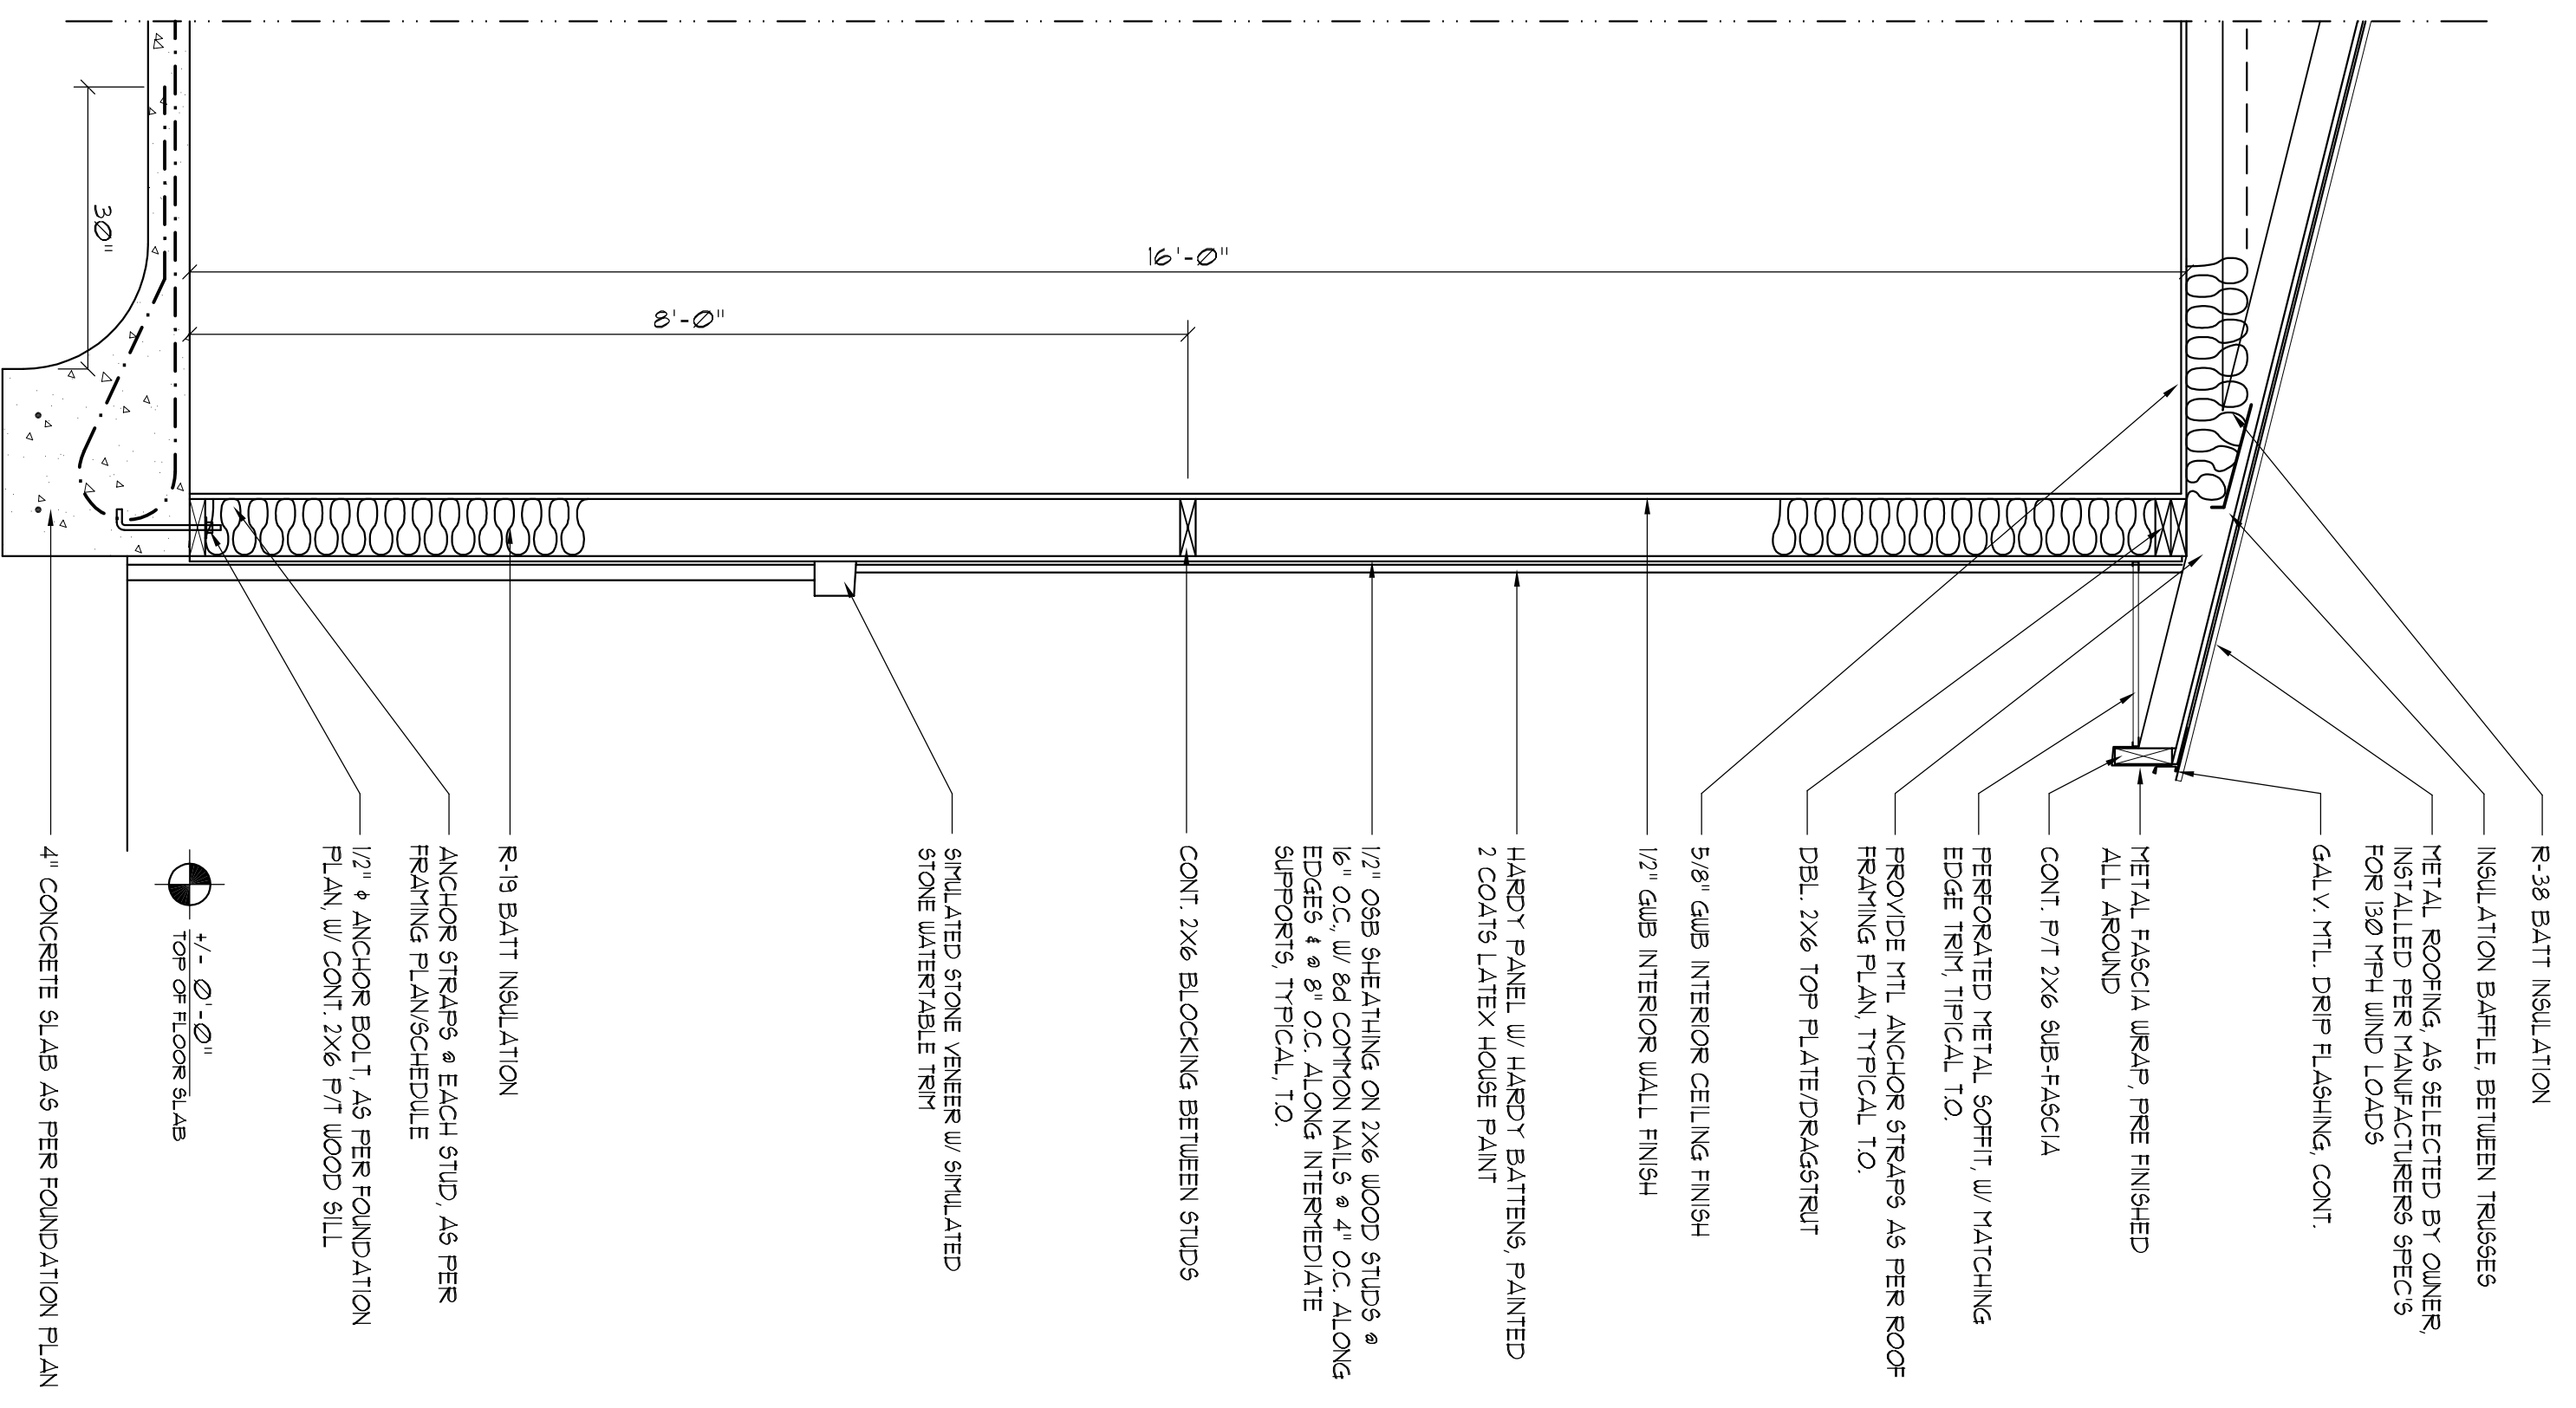 R-38 BATT INSULATION
INSULATION BAFFLE, BETWEEN TRUSSES
METAL ROOFING, AS SELECTED BY OWNER,
INSTALLED PER MANUFACTURERS SPEC'S
FOR 130 MPH WIND LOADS
GALV. MTL. DRIP FLASHING, CONT.
METAL FASCIA WRAP, PRE FINISHED
ALL AROUND
CONT. P/T 2X6 SUB-FASCIA
PERFORATED METAL SOFFIT, W/ MATCHING
EDGE TRIM, TIPICAL T.O.
PROVIDE MTL ANCHOR STRAPS AS PER ROOF
FRAMING PLAN, TYPICAL T.O.
DBL. 2X6 TOP PLATE/DRAGSTRUT
5/8" GWB INTERIOR CEILING FINISH
1/2" GWB INTERIOR WALL FINISH
HARDY PANEL W/ HARDY BATTENS, PAINTED
2 COATS LATEX HOUSE PAINT
1/2" OSB SHEATHING ON 2X6 WOOD STUDS @
16" O.C., W/ 8d COMMON NAILS @ 4" O.C. ALONG
EDGES & @ 8" O.C. ALONG INTERMEDIATE
SUPPORTS, TYPICAL, T.O.
CONT. 2X6 BLOCKING BETWEEN STUDS
SIMULATED STONE VENEER W/ SIMULATED
STONE WATERTABLE TRIM
R-19 BATT INSULATION
ANCHOR STRAPS @ EACH STUD, AS PER
FRAMING PLAN/SCHEDULE
1/2" ϕ ANCHOR BOLT, AS PER FOUNDATION
PLAN, W/ CONT. 2X6 P/T WOOD SILL
+/- 0'-0"
TOP OF FLOOR SLAB
4" CONCRETE SLAB AS PER FOUNDATION PLAN
16'-0"
8'-0"
30"